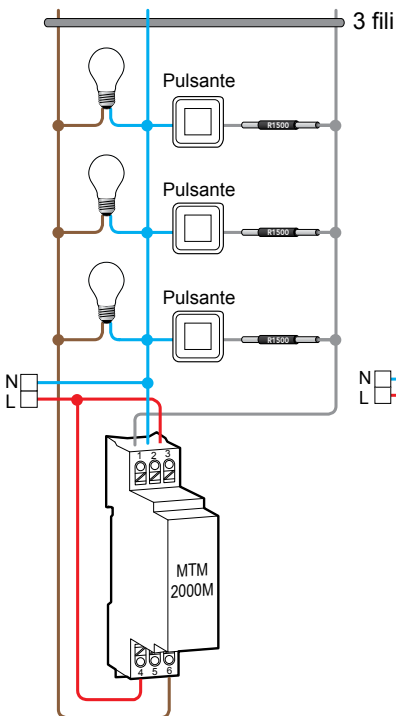 3 fili
Pulsante
R1500
Pulsante
R1500
Pulsante
R1500
N
L
N
L
1 2 3
MTM
2000M
4 5 6